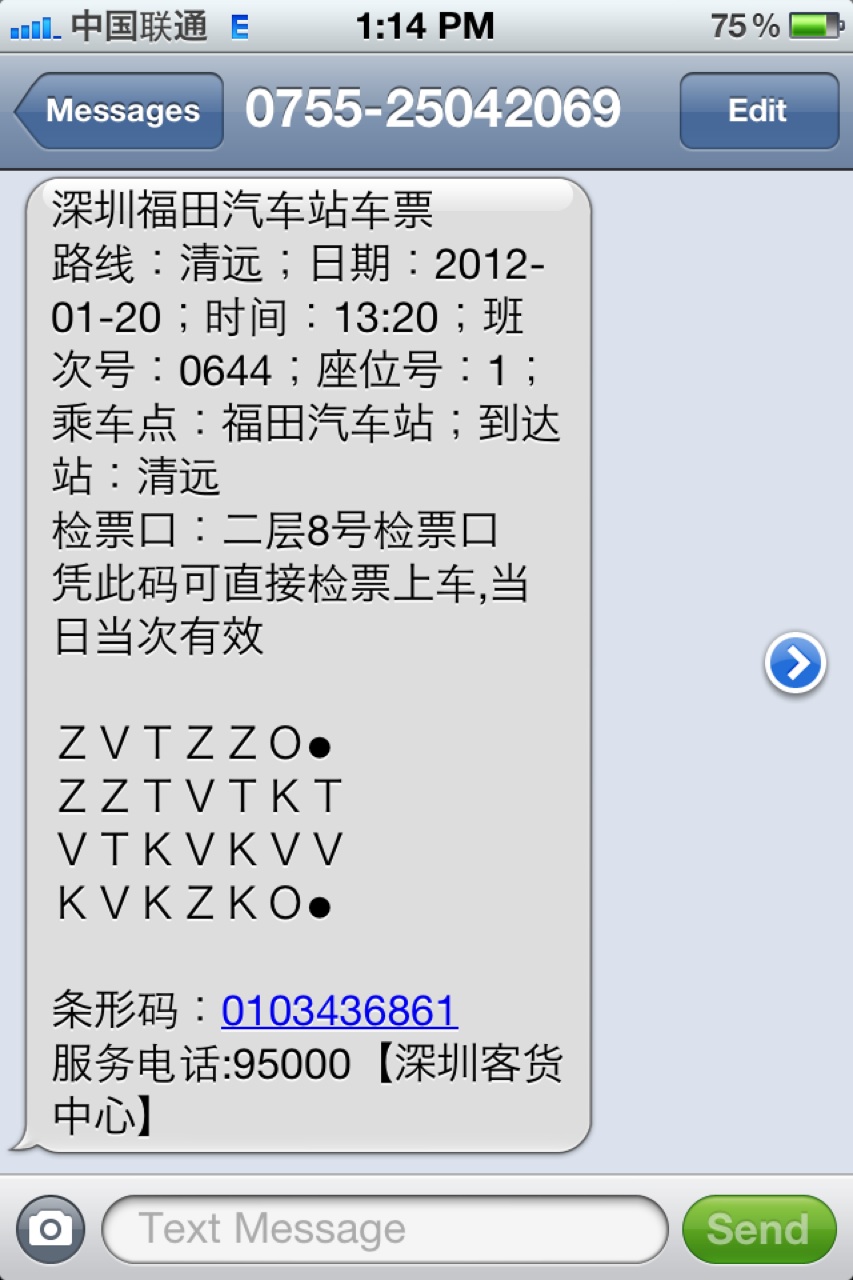 中国联通 E 1:14 PM 75%
Messages 0755-25042069 Edit
深圳福田汽车站车票
路线：清远；日期：2012-
01-20；时间：13:20；班
次号：0644；座位号：1；
乘车点：福田汽车站；到达
站：清远
检票口：二层8号检票口
凭此码可直接检票上车,当
日当次有效
ＺＶＴＺＺＯ●
ＺＺＴＶＴＫＴ
ＶＴＫＶＫＶＶ
ＫＶＫＺＫＯ●
条形码：0103436861
服务电话:95000【深圳客货
中心】
Text Message Send